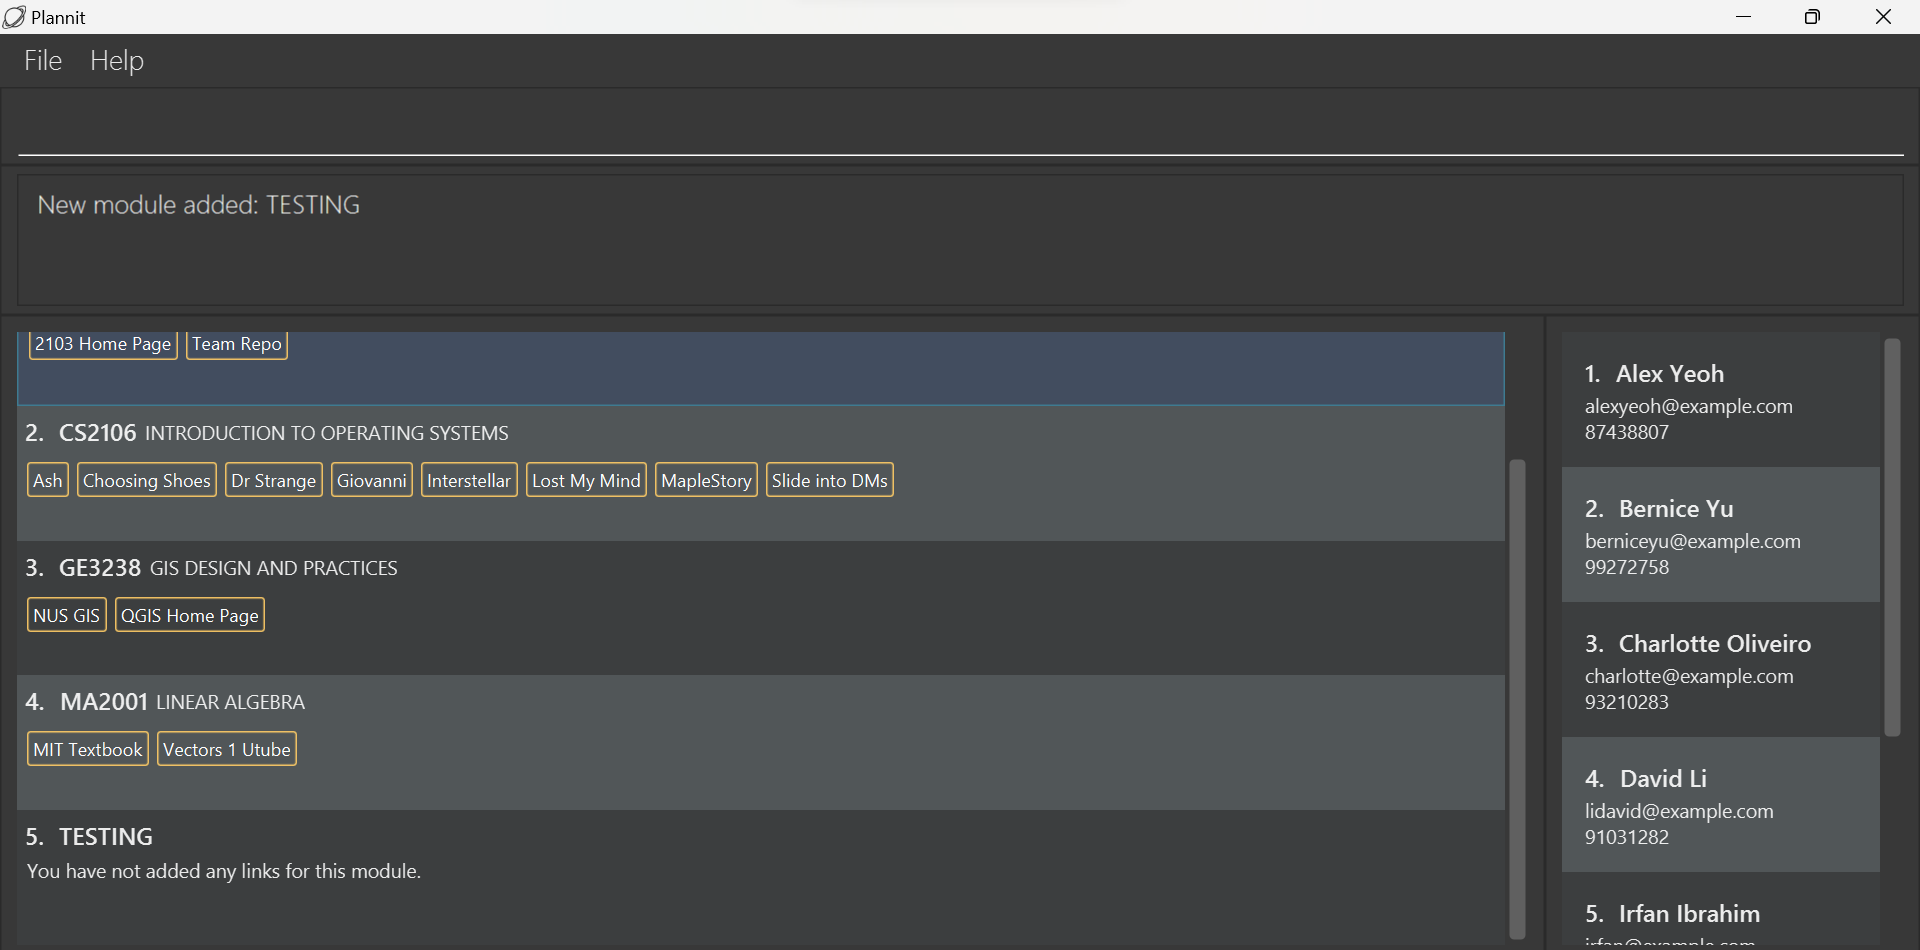 Plannit
File Help
New module added: TESTING
2103 Home Page Team Repo
2. CS2106 INTRODUCTION TO OPERATING SYSTEMS
Ash Choosing Shoes Dr Strange Giovanni Interstellar Lost My Mind MapleStory Slide into DMs
3. GE3238 GIS DESIGN AND PRACTICES
NUS GIS QGIS Home Page
4. MA2001 LINEAR ALGEBRA
MIT Textbook Vectors 1 Utube
5. TESTING
You have not added any links for this module.
1. Alex Yeoh
alexyeoh@example.com
87438807
2. Bernice Yu
berniceyu@example.com
99272758
3. Charlotte Oliveiro
charlotte@example.com
93210283
4. David Li
lidavid@example.com
91031282
5. Irfan Ibrahim